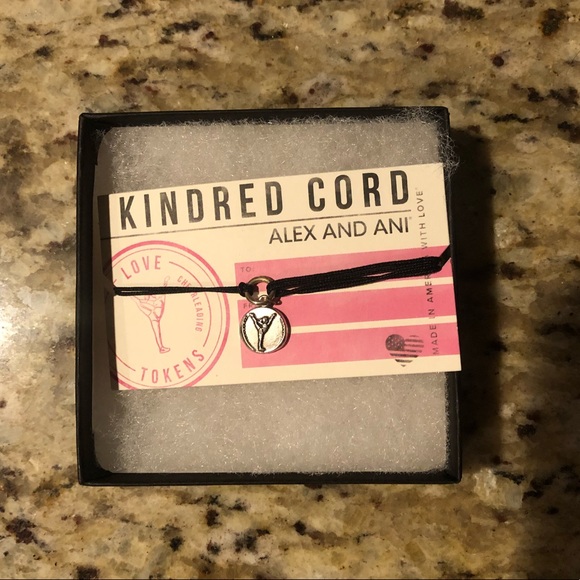 KINDRED CORD
ALEX AND ANI®
LOVE
CHEERLEADING
TOKENS
TO:
MADE IN AMERICA WITH LOVE